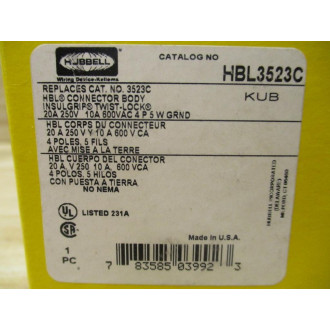 HUBBELL
Wiring Device-Kellems
CATALOG NO
HBL3523C
KUB
REPLACES CAT. NO. 3523C
HBL® CONNECTOR BODY
INSULGRIP® TWIST-LOCK®
20A 250V 10A 600VAC 4 P 5 W GRND
HBL CORPS DU CONNECTEUR
20 A 250 V Y 10 A 600 V CA
4 POLES, 5 FILS
AVEC MISE A LA TERRE
HBL CUERPO DEL CONECTOR
20 A, V 250 10 A, 600 V CA
4 POLOS, 5 HILOS
CON PUESTA A TIERRA
NO NEMA
UL LISTED 231A
Made in U.S.A.
1
PC
7 83585 03992 3